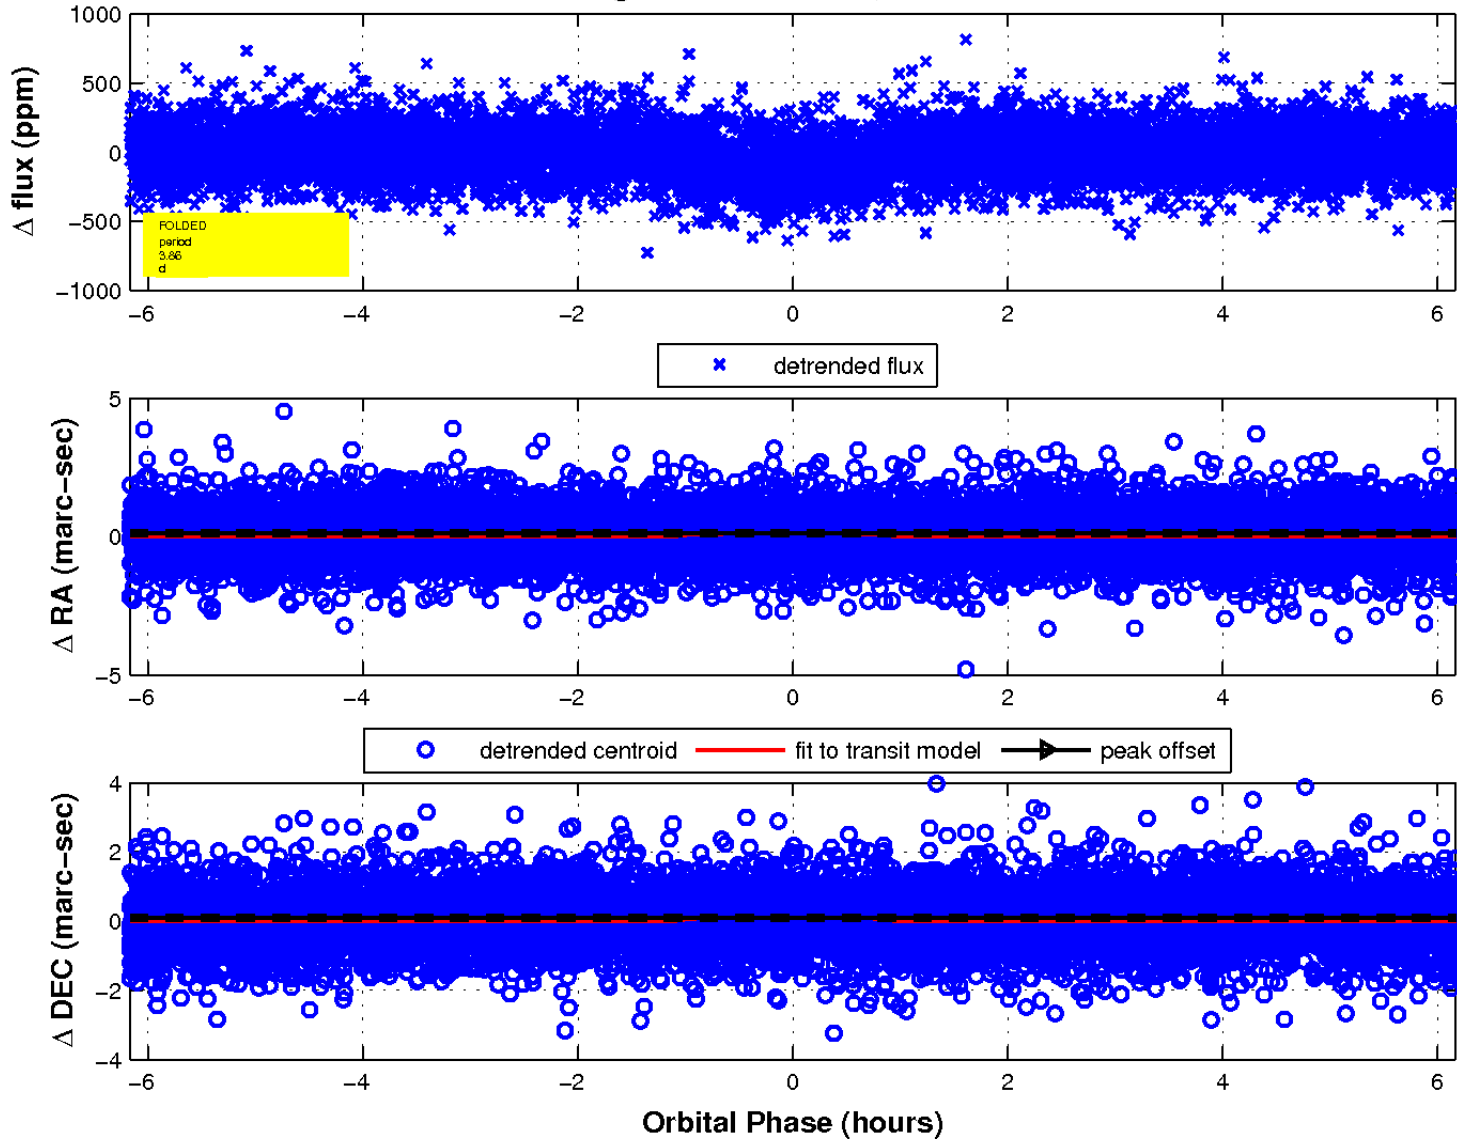 1000
500
0
−500
−1000
Δ flux (ppm)
FOLDED
period
3.86
d
−6 −4 −2 0 2 4 6
detrended flux
5
0
−5
Δ RA (marc−sec)
−6 −4 −2 0 2 4 6
detrended centroid fit to transit model peak offset
4
2
0
−2
−4
Δ DEC (marc−sec)
−6 −4 −2 0 2 4 6
Orbital Phase (hours)